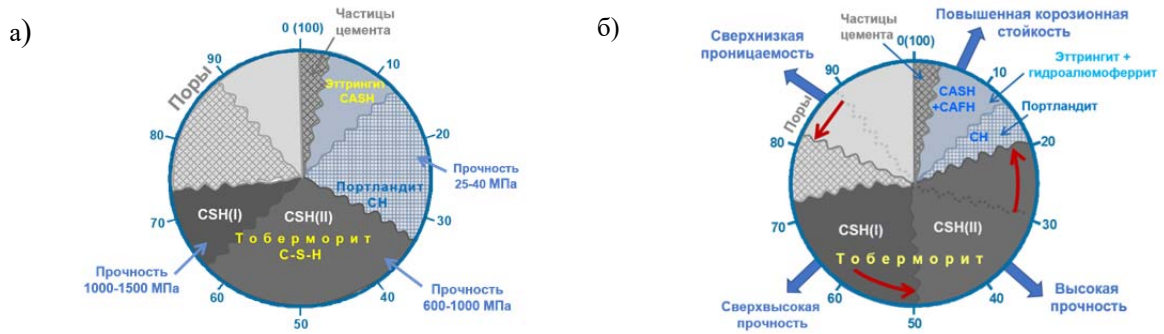 а)
Частицы
цемента
0 (100)
10
20
30
40
50
60
70
80
90
Поры
Эттрингит
CASH
Портландит
CH
Прочность
25-40 МПа
CSH(I)
CSH(II)
Тоберморит
C-S-H
Прочность
1000-1500 МПа
Прочность
600-1000 МПа
б)
Частицы
цемента
0(100)
10
20
30
40
50
60
70
80
90
Сверхнизкая
проницаемость
Повышенная корозионная
стойкость
Эттрингит +
гидроалюмоферрит
Портландит
Поры
CASH
+CAFH
CH
CSH(I)
CSH(II)
Тоберморит
Сверхвысокая
прочность
Высокая
прочность